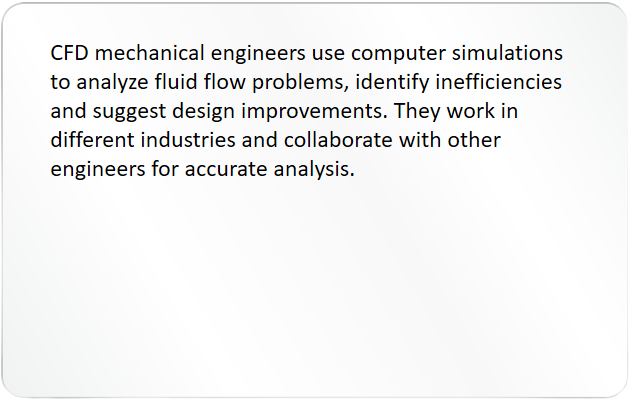 CFD mechanical engineers use computer simulations
to analyze fluid flow problems, identify inefficiencies
and suggest design improvements. They work in
different industries and collaborate with other
engineers for accurate analysis.